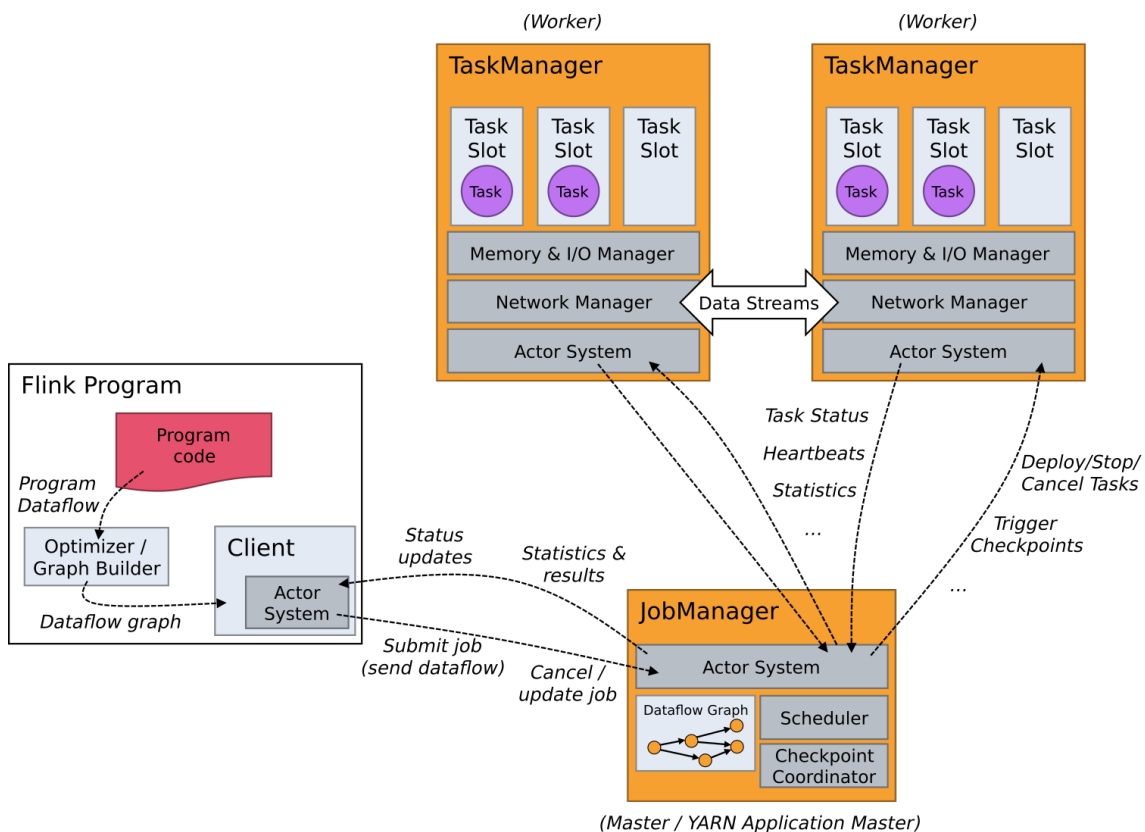 (Worker)
(Worker)
TaskManager
TaskManager
Task
Slot
Task
Slot
Task
Slot
Task
Slot
Task
Slot
Task
Slot
Task
Task
Task
Task
Memory & I/O Manager
Memory & I/O Manager
Network Manager
Data Streams
Network Manager
Actor System
Actor System
Flink Program
Program
code
Program
Dataflow
Optimizer /
Graph Builder
Dataflow graph
Client
Actor
System
Status
updates
Statistics &
results
Submit job
(send dataflow)
Cancel /
update job
Task Status
Heartbeats
Statistics
...
Deploy/Stop/
Cancel Tasks
Trigger
Checkpoints
...
JobManager
Actor System
Dataflow Graph
Scheduler
Checkpoint
Coordinator
(Master / YARN Application Master)